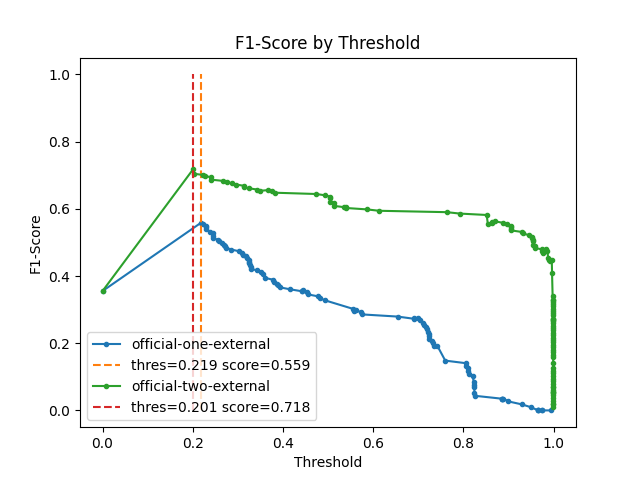 F1-Score by Threshold
F1-Score
1.0
0.8
0.6
0.4
0.2
0.0
official-one-external
thres=0.219 score=0.559
official-two-external
thres=0.201 score=0.718
0.0 0.2 0.4 0.6 0.8 1.0
Threshold